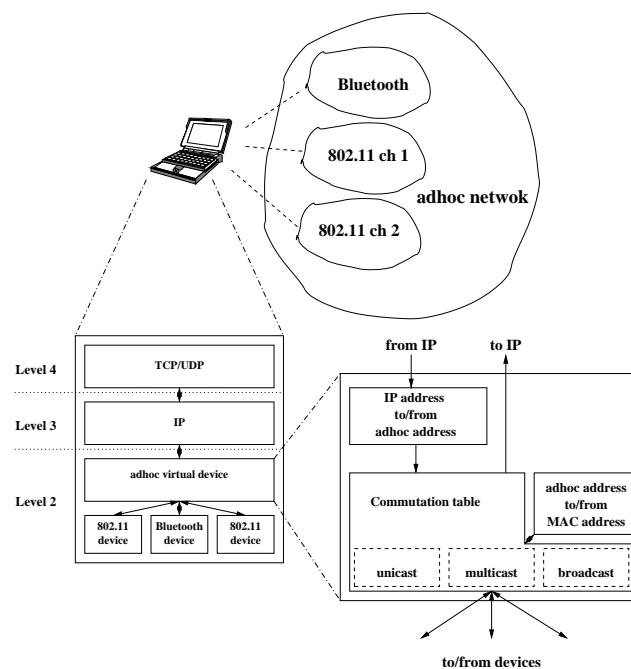 Bluetooth
802.11 ch 1
adhoc netwok
802.11 ch 2
from IP
to IP
Level 4
TCP/UDP
Level 3
IP
IP address
to/from
adhoc address
Level 2
adhoc virtual device
802.11
device
Bluetooth
device
802.11
device
Commutation table
adhoc address
to/from
MAC address
unicast
multicast
broadcast
to/from devices